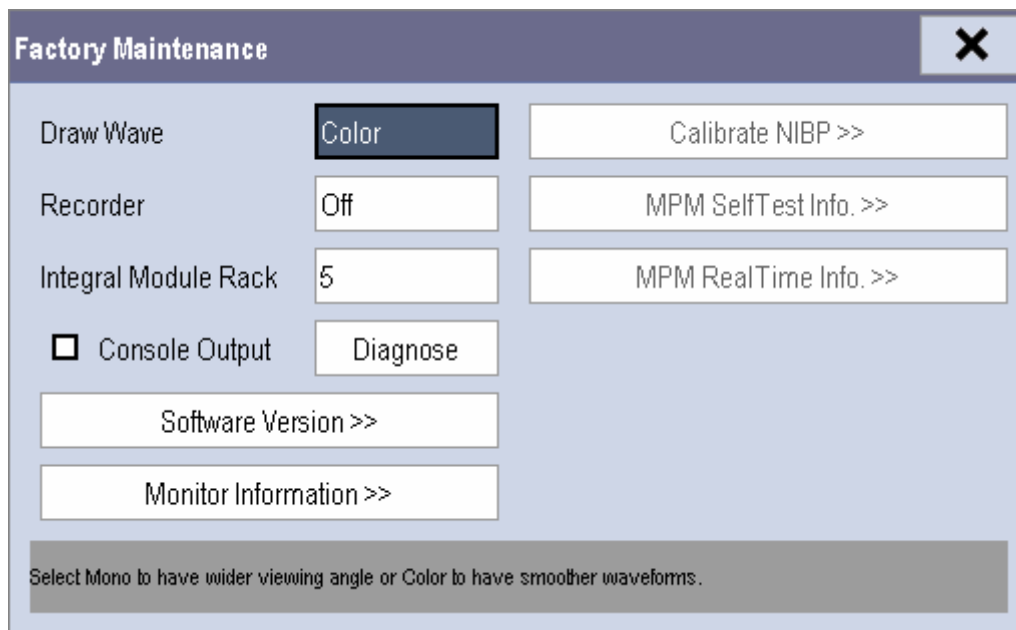 Factory Maintenance
Draw Wave Color Calibrate NIBP >>
Recorder Off MPM SelfTest Info. >>
Integral Module Rack 5 MPM RealTime Info. >>
Console Output Diagnose
Software Version >>
Monitor Information >>
Select Mono to have wider viewing angle or Color to have smoother waveforms.